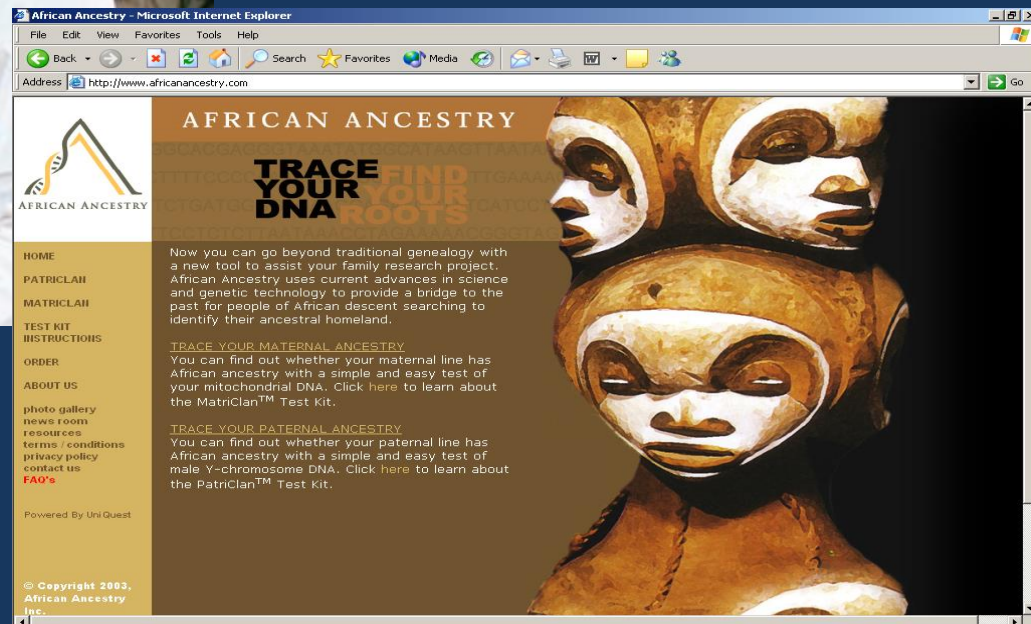 African Ancestry - Microsoft Internet Explorer
File Edit View Favorites Tools Help
Back Search Favorites Media
Address http://www.africanancestry.com Go
AFRICAN ANCESTRY
AFRICAN ANCESTRY
TRACE
YOUR
DNA
FIND
YOUR
ROOTS
HOME
PATRICLAN
MATRICLAN
TEST KIT
INSTRUCTIONS
ORDER
ABOUT US
photo gallery
news room
resources
terms / conditions
privacy policy
contact us
FAQ's
Powered By UniQuest
© Copyright 2003,
African Ancestry
Inc.
Now you can go beyond traditional genealogy with
a new tool to assist your family research project.
African Ancestry uses current advances in science
and genetic technology to provide a bridge to the
past for people of African descent searching to
identify their ancestral homeland.
TRACE YOUR MATERNAL ANCESTRY
You can find out whether your maternal line has
African ancestry with a simple and easy test of
your mitochondrial DNA. Click here to learn about
the MatriClan™ Test Kit.
TRACE YOUR PATERNAL ANCESTRY
You can find out whether your paternal line has
African ancestry with a simple and easy test of
male Y-chromosome DNA. Click here to learn about
the PatriClan™ Test Kit.